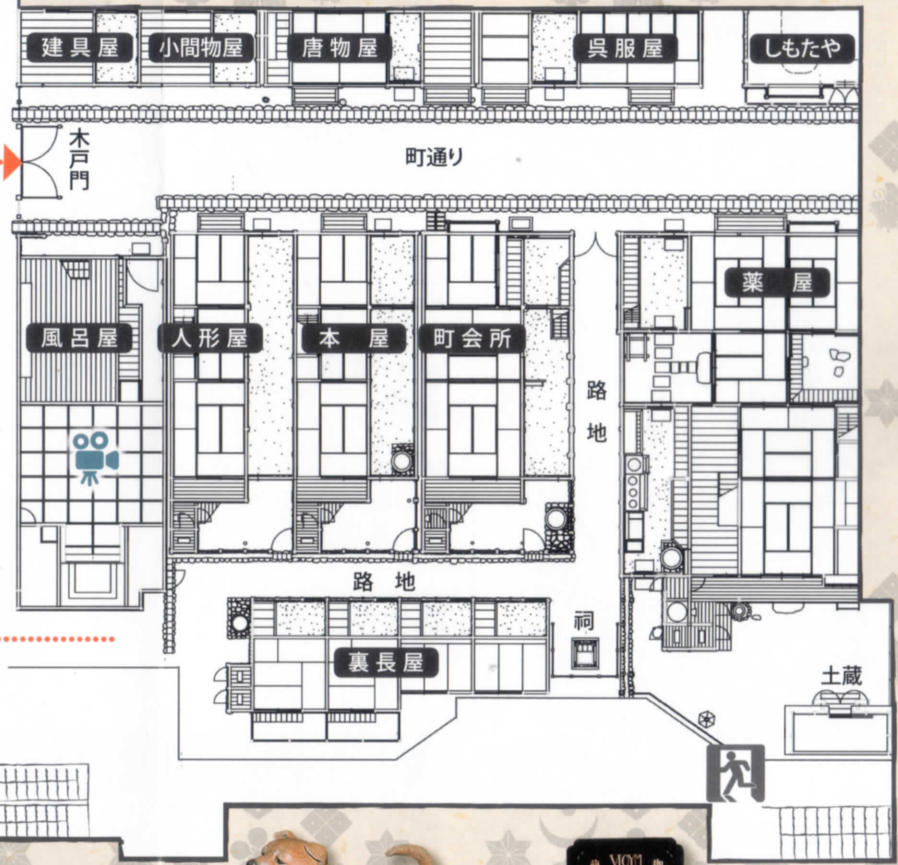 建具屋
小間物屋
唐物屋
呉服屋
しもたや
木戸門
町通り
風呂屋
人形屋
本屋
町会所
薬屋
路地
路地
祠
裏長屋
土蔵